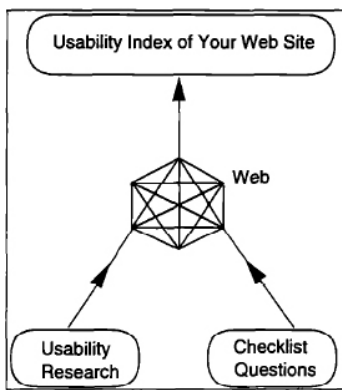 Usability Index of Your Web Site
Web
Usability
Research
Checklist
Questions